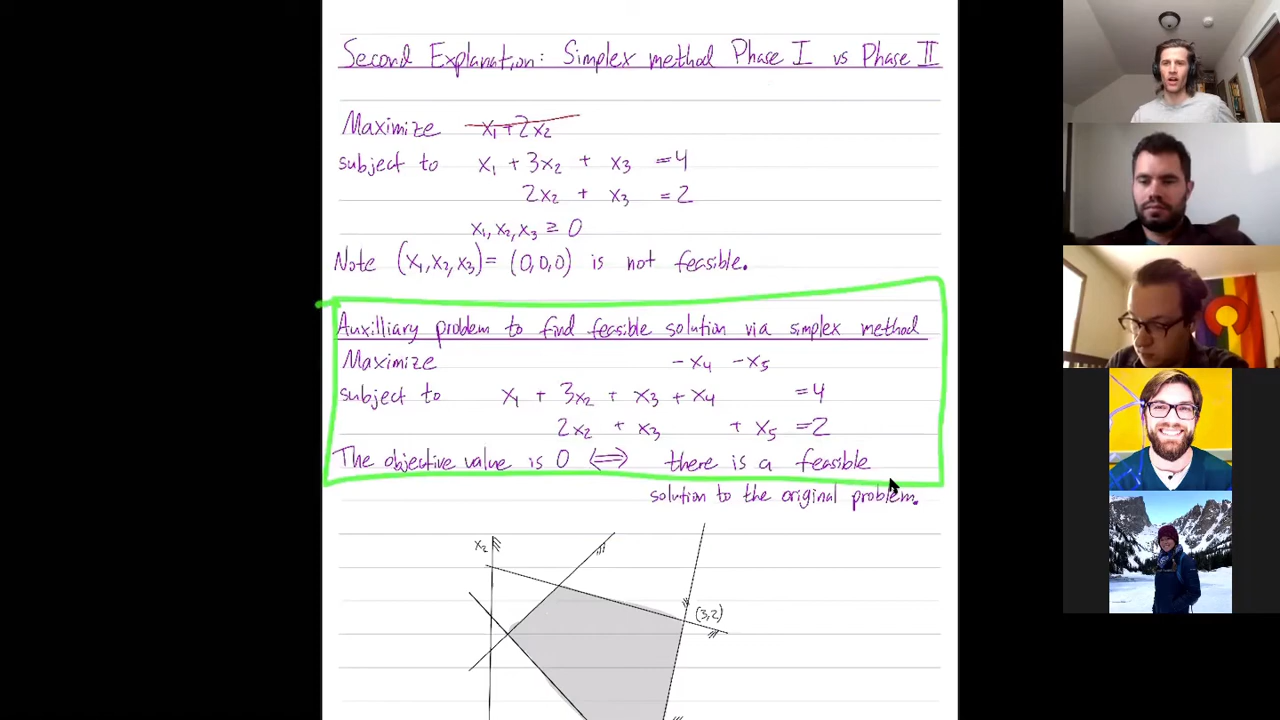 Second Explanation: Simplex method Phase I vs Phase II
Maximize x₁+2x₂
subject to x₁ + 3x₂ + x₃ =4
2x₂ + x₃ =2
x₁, x₂, x₃ ≥ 0
Note (x₁, x₂, x₃) = (0,0,0) is not feasible.
Auxilliary problem to find feasible solution via simplex method
Maximize -x₄ -x₅
subject to x₁ + 3x₂ + x₃ + x₄ =4
2x₂ + x₃ + x₅ =2
The objective value is 0 ⟺ there is a feasible
solution to the original problem.
x₂
(3,2)